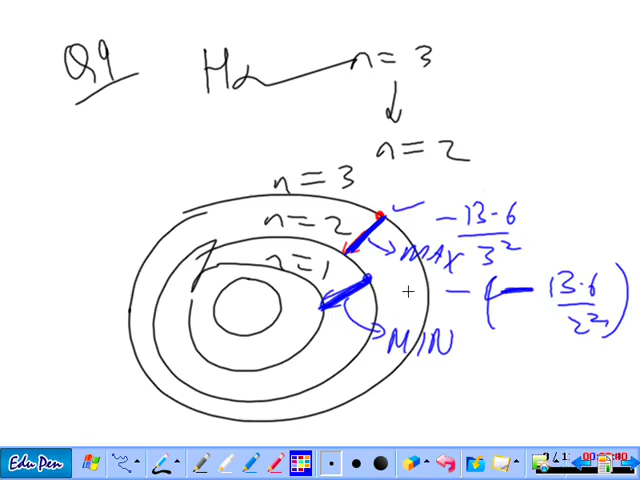 Q9
Hα n = 3
n = 2
n = 3
n = 2
n = 1
-13.6/3²
MAX
- (-13.6/2²)
MIN
Edu Pen